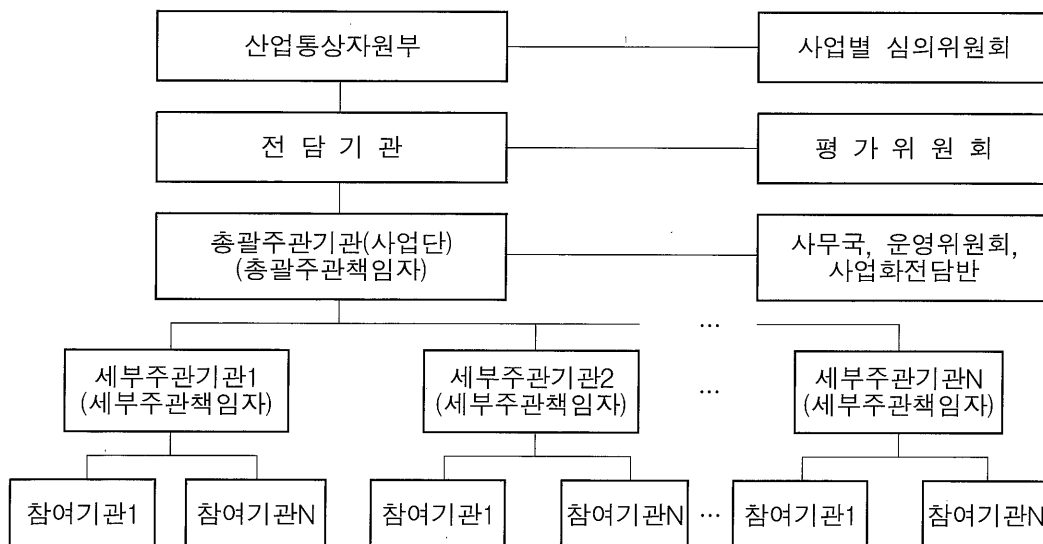 산업통상자원부
사업별 심의위원회
전 담 기 관
평 가 위 원 회
총괄주관기관(사업단)
(총괄주관책임자)
사무국, 운영위원회,
사업화전담반
...
세부주관기관1
(세부주관책임자)
세부주관기관2
(세부주관책임자)
...
세부주관기관N
(세부주관책임자)
참여기관1
참여기관N
참여기관1
참여기관N
...
참여기관1
참여기관N